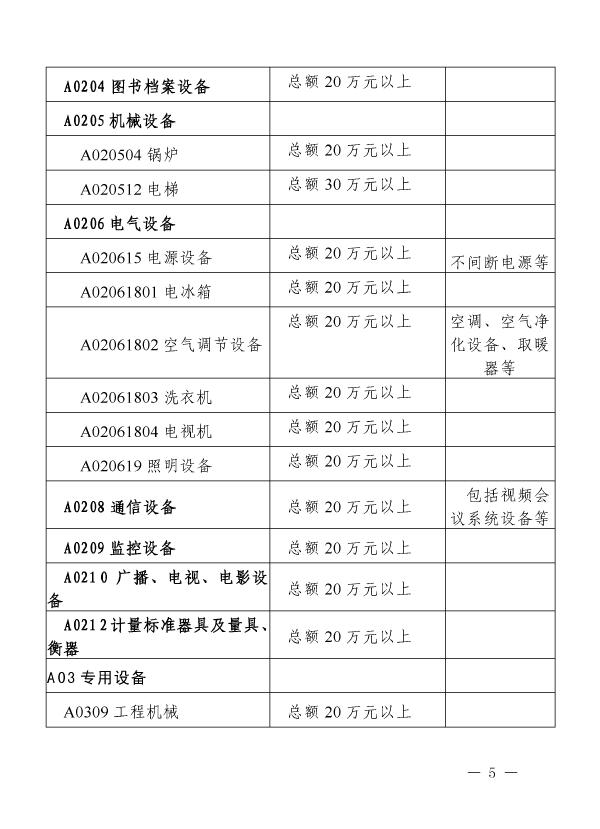 A0204 图书档案设备 总额 20 万元以上
A0205 机械设备
A020504 锅炉 总额 20 万元以上
A020512 电梯 总额 30 万元以上
A0206 电气设备
A020615 电源设备 总额 20 万元以上 不间断电源等
A02061801 电冰箱 总额 20 万元以上
A02061802 空气调节设备 总额 20 万元以上 空调、空气净
化设备、取暖
器等
A02061803 洗衣机 总额 20 万元以上
A02061804 电视机 总额 20 万元以上
A020619 照明设备 总额 20 万元以上
A0208 通信设备 总额 20 万元以上 包括视频会
议系统设备等
A0209 监控设备 总额 20 万元以上
A0210 广播、电视、电影设
备 总额 20 万元以上
A0212 计量标准器具及量具、
衡器 总额 20 万元以上
A03 专用设备
A0309 工程机械 总额 20 万元以上
— 5 —